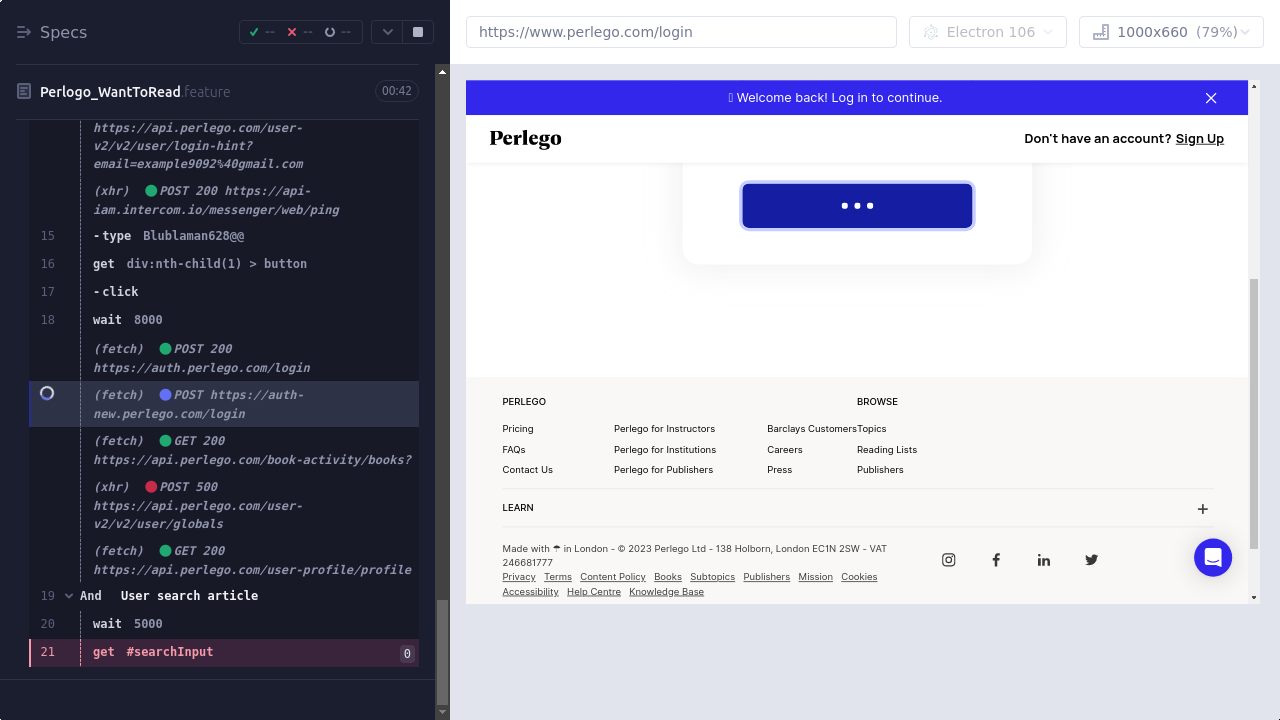 Specs
--
--
--
Perlogo_WantToRead.feature
00:42
https://api.perlego.com/user-
v2/v2/user/login-hint?
email=example9092%40gmail.com
(xhr) POST 200 https://api-
iam.intercom.io/messenger/web/ping
15 -type Blublaman628@@
16 get div:nth-child(1) > button
17 -click
18 wait 8000
(fetch) POST 200
https://auth.perlego.com/login
(fetch) POST https://auth-
new.perlego.com/login
(fetch) GET 200
https://api.perlego.com/book-activity/books?
(xhr) POST 500
https://api.perlego.com/user-
v2/v2/user/globals
(fetch) GET 200
https://api.perlego.com/user-profile/profile
19 And User search article
20 wait 5000
21 get #searchInput 0
https://www.perlego.com/login
Electron 106
1000x660 (79%)
Welcome back! Log in to continue.
Perlego
Don't have an account? Sign Up
PERLEGO
BROWSE
Pricing Perlego for Instructors Barclays Customers Topics
FAQs Perlego for Institutions Careers Reading Lists
Contact Us Perlego for Publishers Press Publishers
LEARN
Made with ☂ in London - © 2023 Perlego Ltd - 138 Holborn, London EC1N 2SW - VAT
246681777
Privacy Terms Content Policy Books Subtopics Publishers Mission Cookies
Accessibility Help Centre Knowledge Base